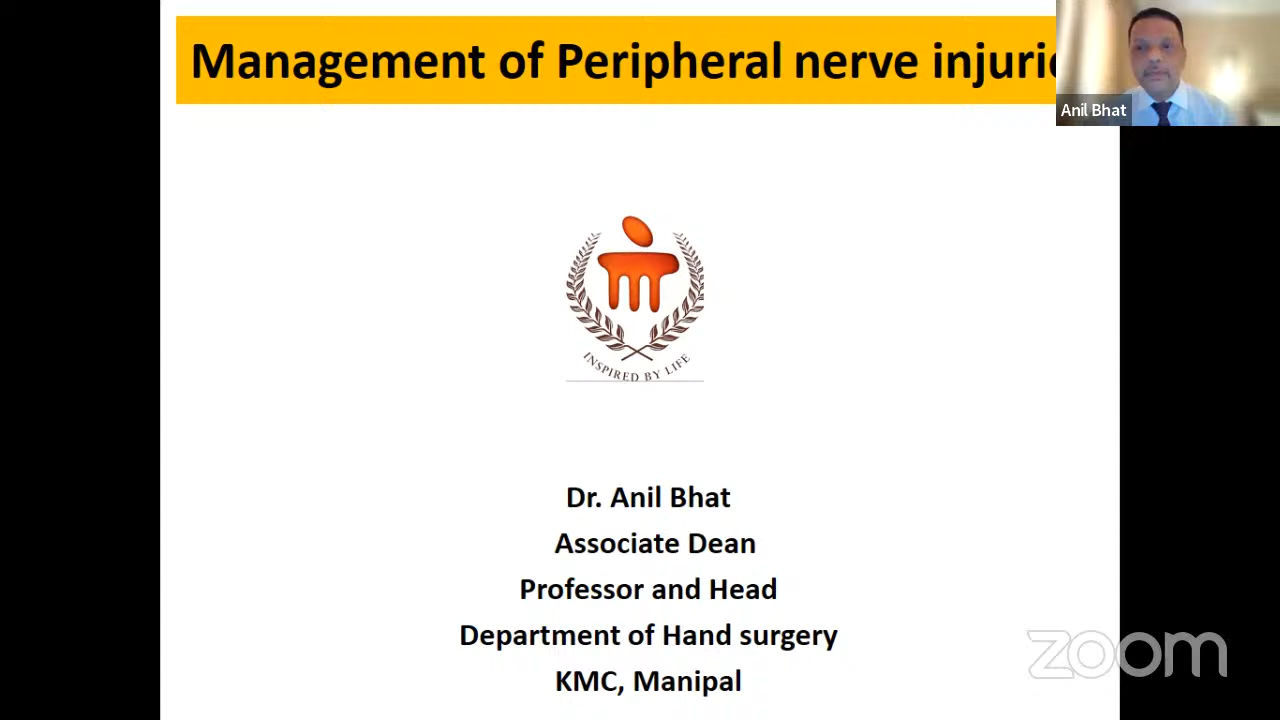 Management of Peripheral nerve injurie
Anil Bhat
INSPIRED BY LIFE
Dr. Anil Bhat
Associate Dean
Professor and Head
Department of Hand surgery
KMC, Manipal
zoom